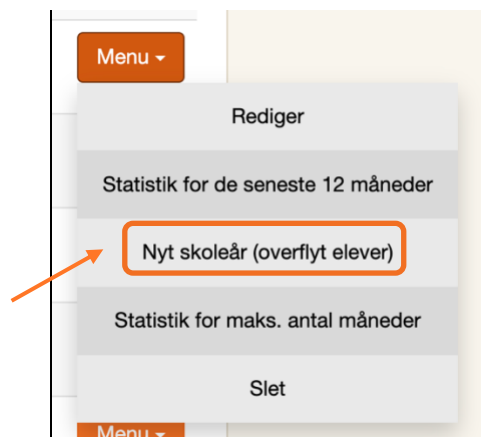 Menu
Rediger
Statistik for de seneste 12 måneder
Nyt skoleår (overflyt elever)
Statistik for maks. antal måneder
Slet
Menu